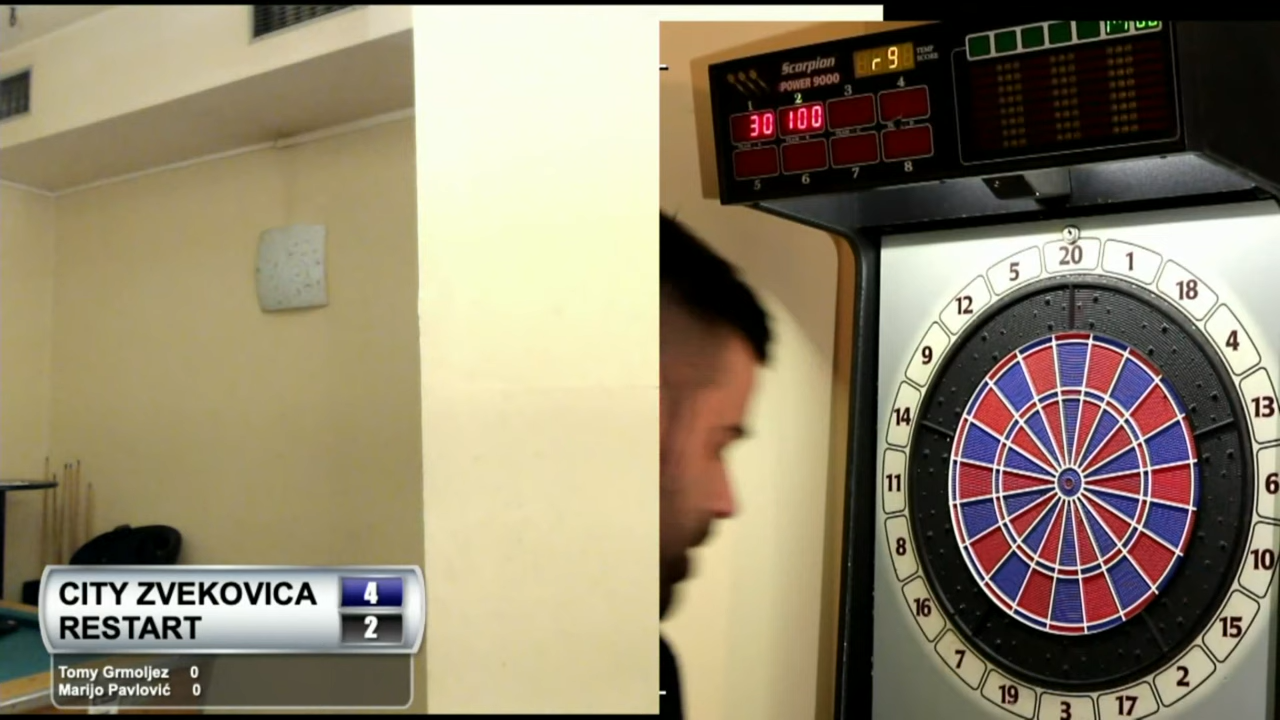 Scorpion
POWER 9000
r9
TEMP
SCORE
1 2 3 4
30 100
5 6 7 8
20 1 18 4 13 6 10 15 2 17 3 19 7 16 8 11 14 9 12 5
CITY ZVEKOVICA 4
RESTART 2
Tomy Grmoljez 0
Marijo Pavlović 0